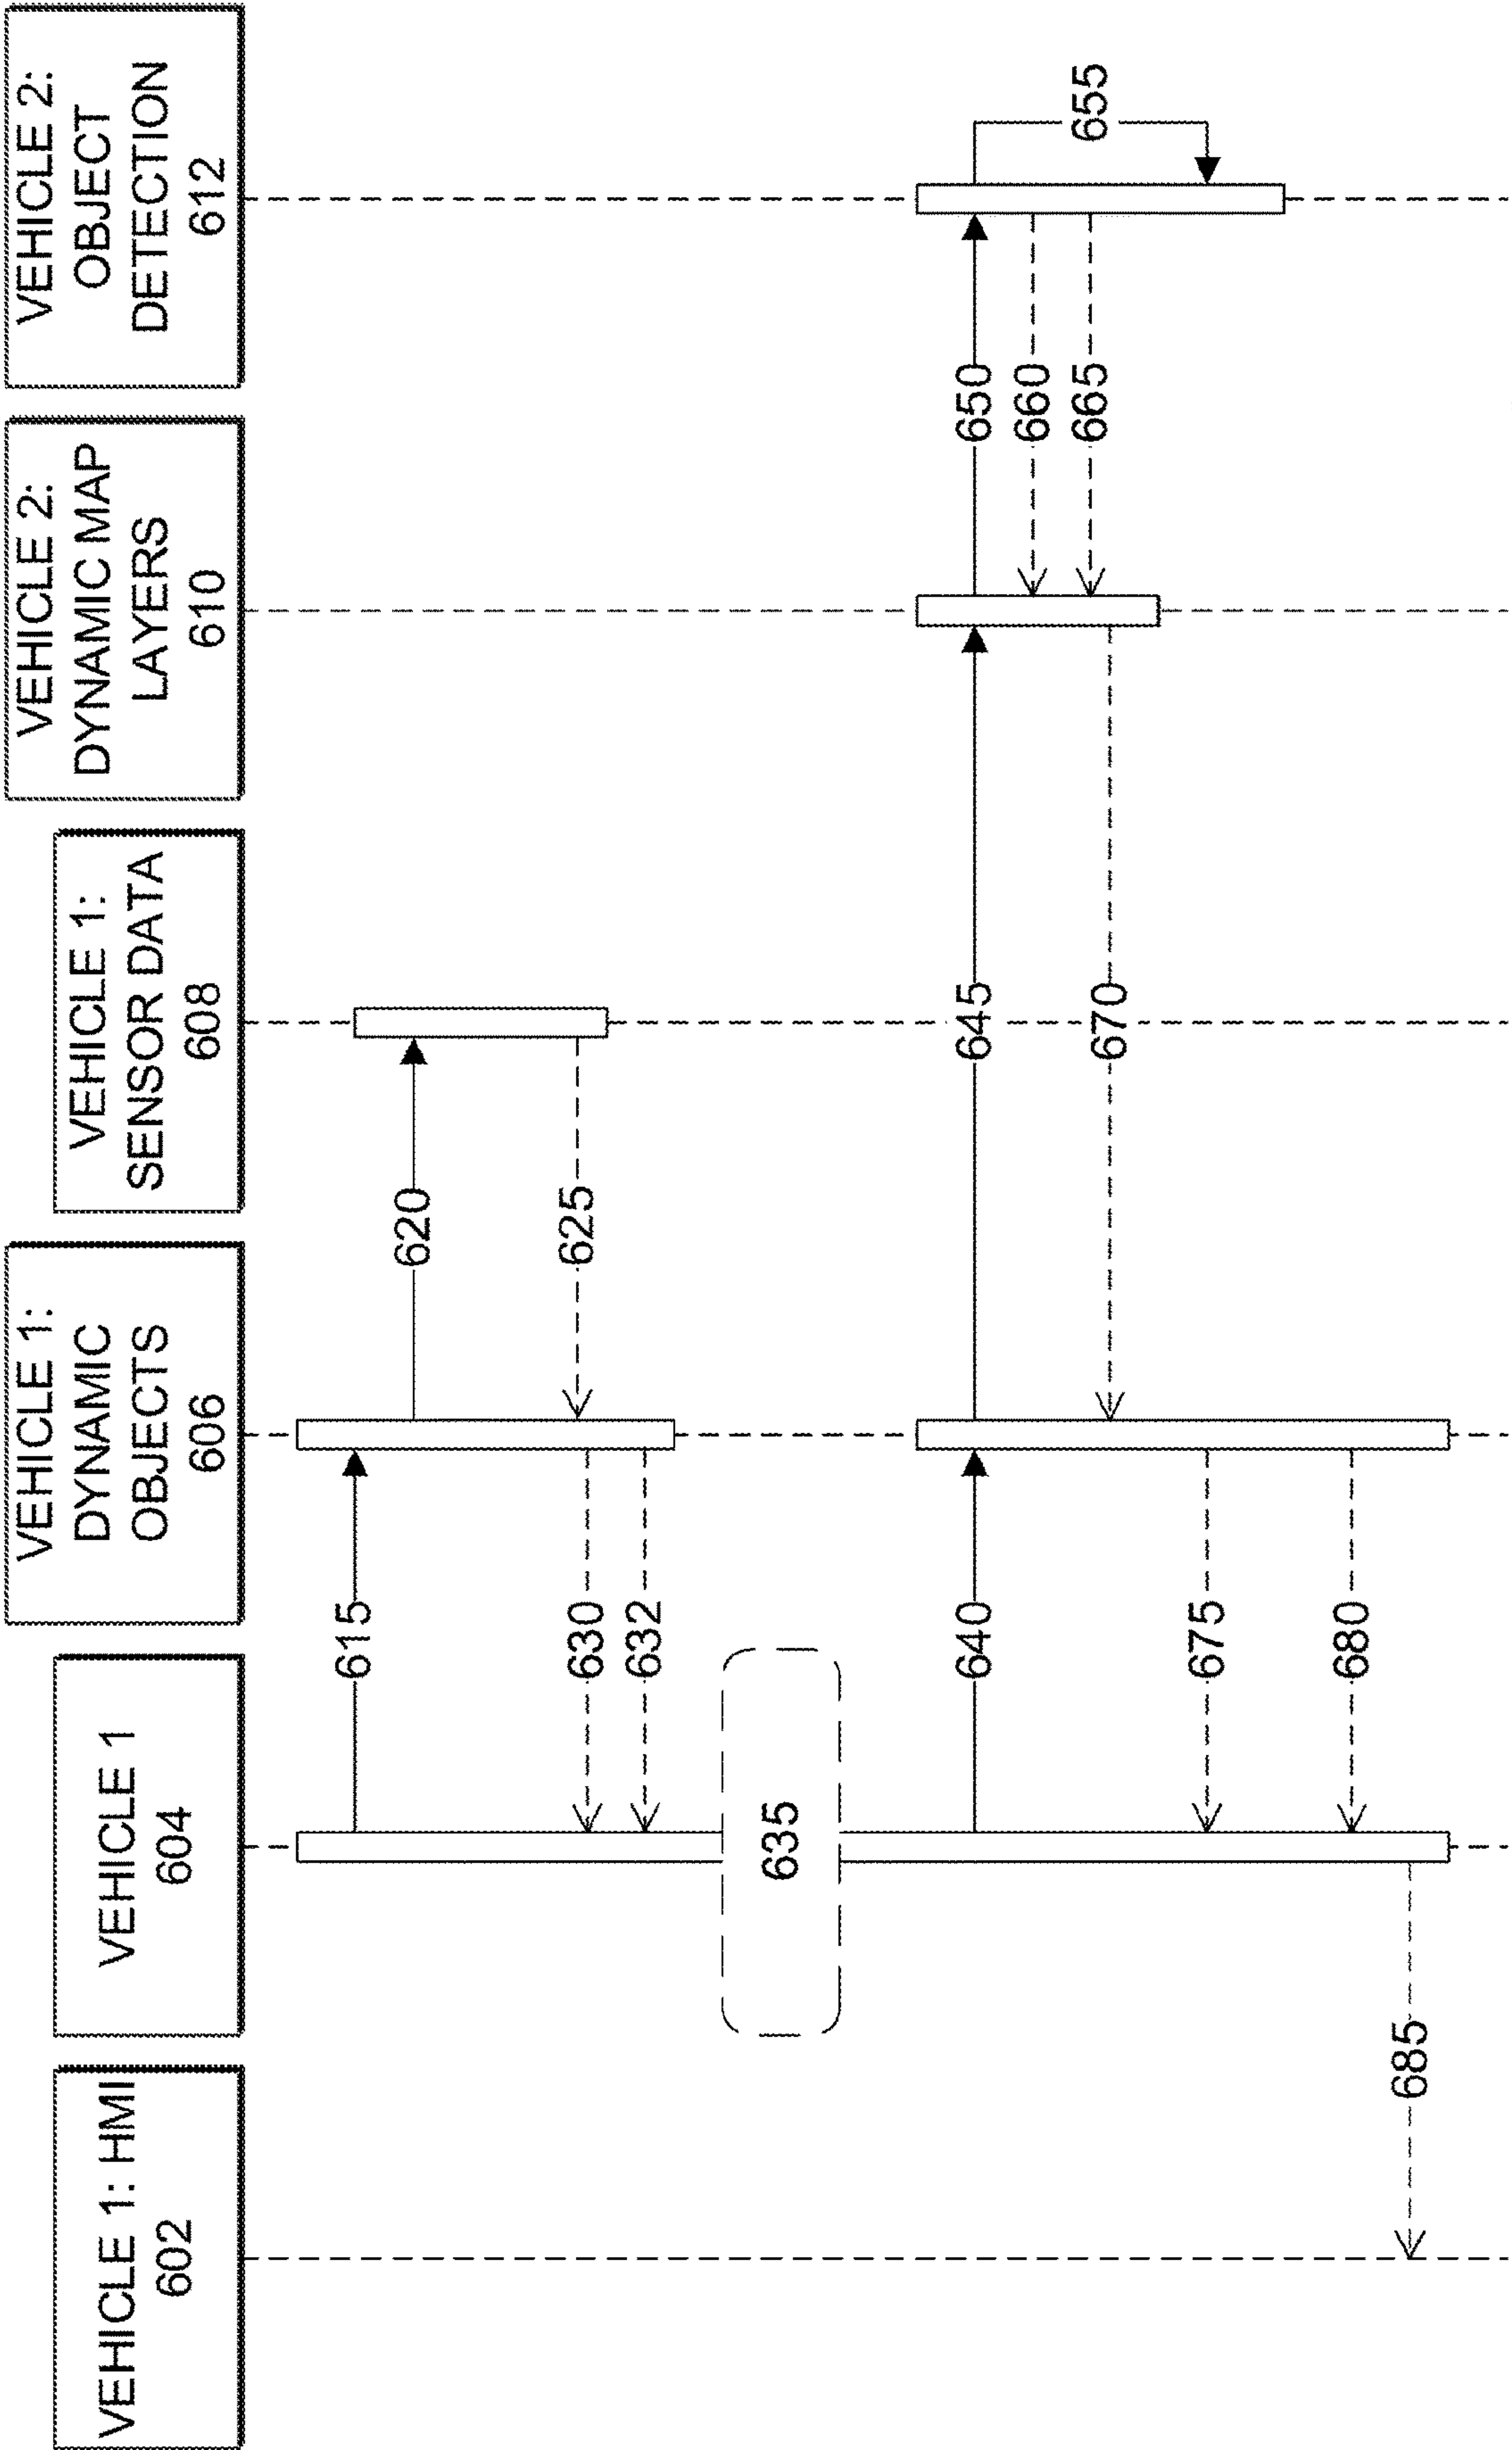 VEHICLE 1: HMI
602
VEHICLE 1
604
VEHICLE 1:
DYNAMIC
OBJECTS
606
VEHICLE 1:
SENSOR DATA
608
VEHICLE 2:
DYNAMIC MAP
LAYERS
610
VEHICLE 2:
OBJECT
DETECTION
612
615
620
625
630
632
635
640
645
650
655
660
665
670
675
680
685